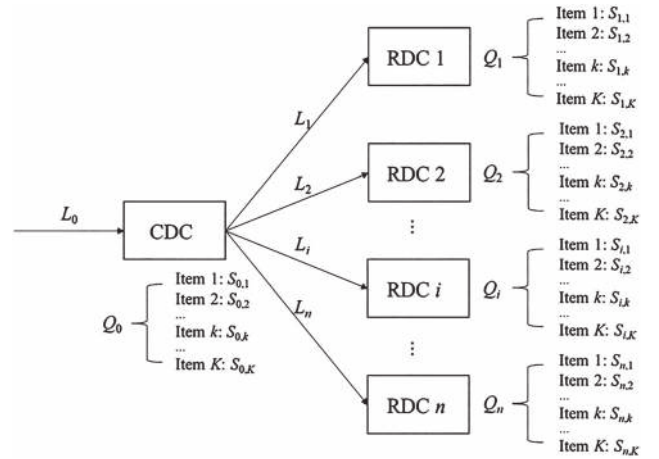 RDC 1
Q₁
Item 1: S₁,₁
Item 2: S₁,₂
...
Item k: S₁,k
...
Item K: S₁,K
L₁
RDC 2
Q₂
Item 1: S₂,₁
Item 2: S₂,₂
...
Item k: S₂,k
...
Item K: S₂,K
L₂
L₀
CDC
Q₀
Item 1: S₀,₁
Item 2: S₀,₂
...
Item k: S₀,k
...
Item K: S₀,K
Lᵢ
RDC i
Qᵢ
Item 1: Sᵢ,₁
Item 2: Sᵢ,₂
...
Item k: Sᵢ,k
...
Item K: Sᵢ,K
Lₙ
RDC n
Qₙ
Item 1: Sₙ,₁
Item 2: Sₙ,₂
...
Item k: Sₙ,k
...
Item K: Sₙ,K